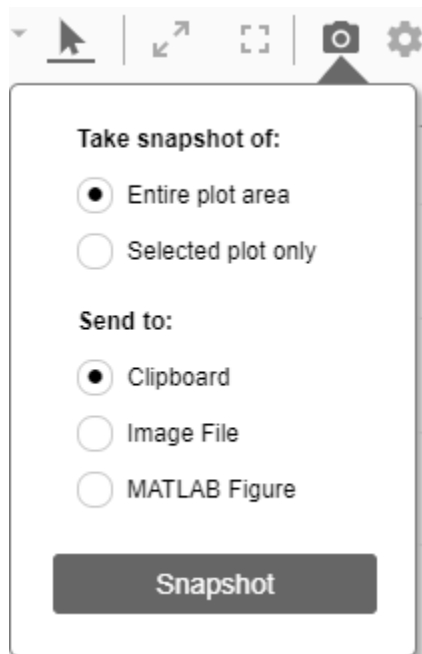 Take snapshot of:
Entire plot area
Selected plot only
Send to:
Clipboard
Image File
MATLAB Figure
Snapshot